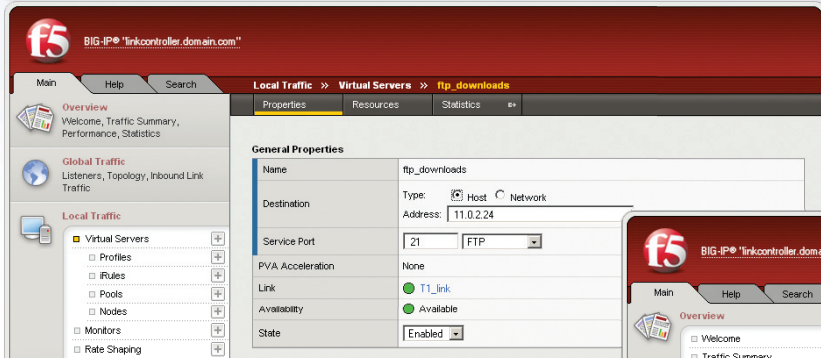 f5
BIG-IP® "linkcontroller.domain.com"
Main Help Search
Local Traffic » Virtual Servers » ftp_downloads
Properties Resources Statistics
Overview
Welcome, Traffic Summary,
Performance, Statistics
Global Traffic
Listeners, Topology, Inbound Link
Traffic
Local Traffic
Virtual Servers
Profiles
iRules
Pools
Nodes
Monitors
Rate Shaping
General Properties
Name ftp_downloads
Destination Type: Host Network
Address: 11.0.2.24
Service Port 21 FTP
PVA Acceleration None
Link T1_link
Availability Available
State Enabled
f5
BIG-IP® "linkcontroller.doma
Main Help Search
Overview
Welcome
Traffic Summary